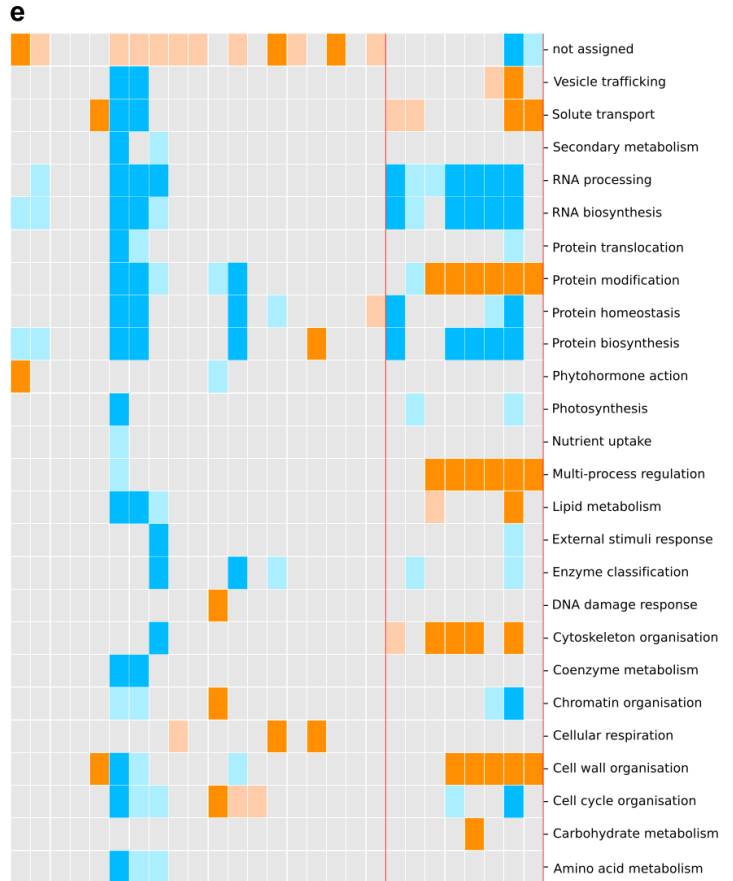 e
not assigned
Vesicle trafficking
Solute transport
Secondary metabolism
RNA processing
RNA biosynthesis
Protein translocation
Protein modification
Protein homeostasis
Protein biosynthesis
Phytohormone action
Photosynthesis
Nutrient uptake
Multi-process regulation
Lipid metabolism
External stimuli response
Enzyme classification
DNA damage response
Cytoskeleton organisation
Coenzyme metabolism
Chromatin organisation
Cellular respiration
Cell wall organisation
Cell cycle organisation
Carbohydrate metabolism
Amino acid metabolism